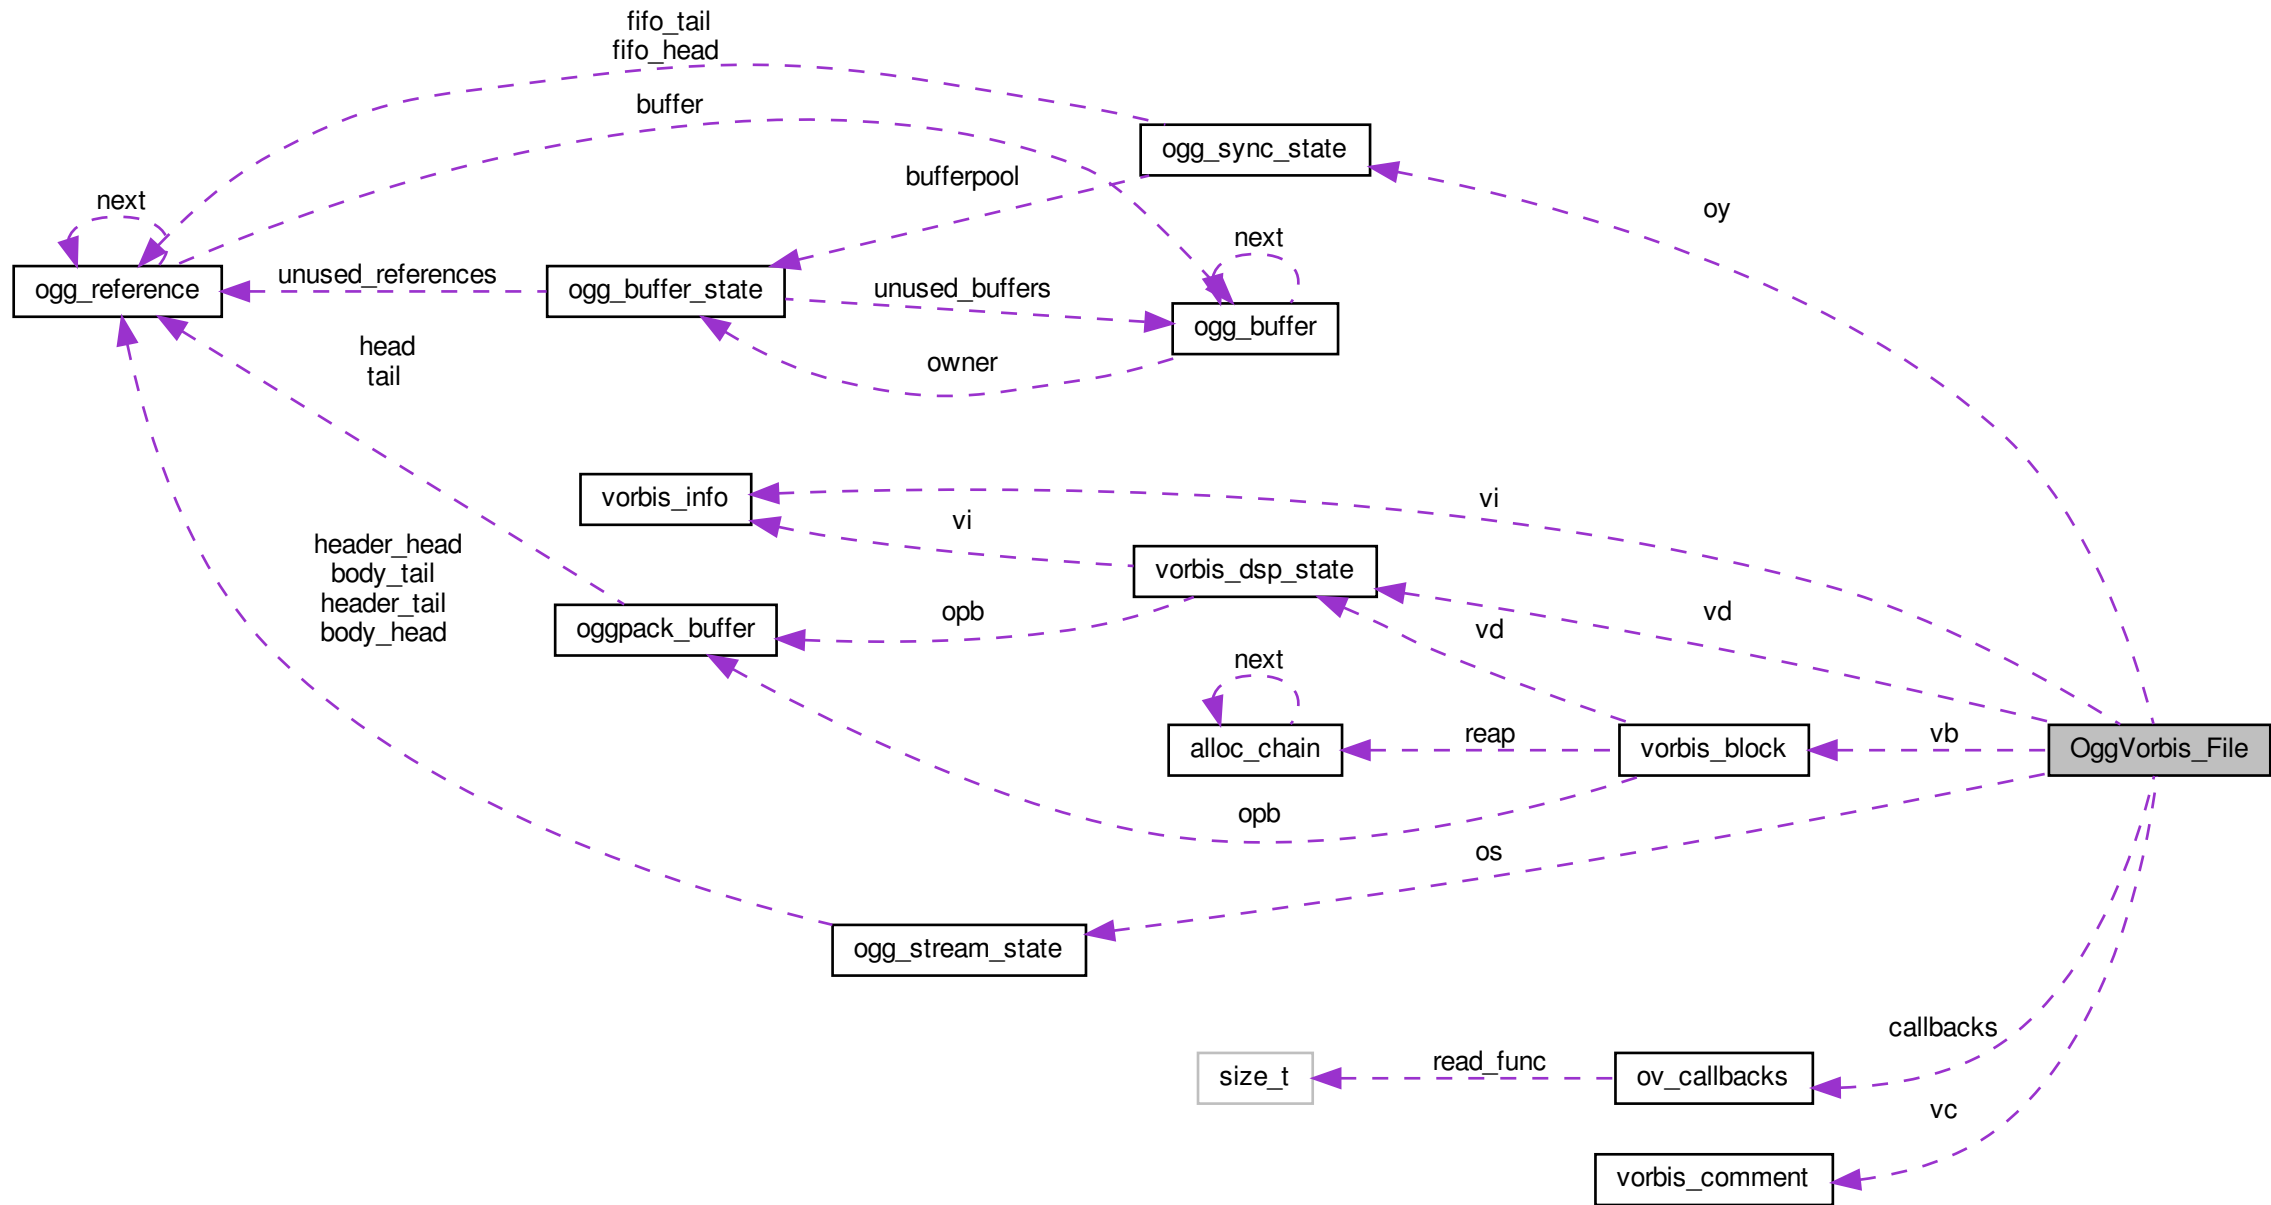 fifo_tail
fifo_head
buffer
ogg_sync_state
bufferpool
next
oy
next
unused_references
ogg_reference
ogg_buffer_state
unused_buffers
ogg_buffer
head
tail
owner
vorbis_info
vi
vi
header_head
body_tail
header_tail
body_head
vorbis_dsp_state
opb
vd
vd
oggpack_buffer
next
reap
vb
alloc_chain
vorbis_block
OggVorbis_File
opb
os
ogg_stream_state
callbacks
read_func
size_t
ov_callbacks
vc
vorbis_comment